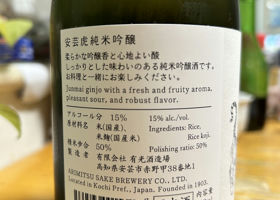 安芸虎純米吟醸
柔らかな吟醸香と心地よい酸
しっかりとした味わいのある純米吟醸酒です。
お料理と一緒にお楽しみください。
Junmai ginjo with a fresh and fruity aroma,
pleasant sour, and robust flavor.
アルコール分 15% 15% alc./vol.
原材料名 米(国産)、 Ingredients: Rice,
米麹(国産米) Rice koji.
精米歩合 50% Polishing ratio: 50%
製造者 有限会社 有光酒造場
高知県安芸市赤野甲38番地1
ARIMITSU SAKE BREWERY CO., LTD.
Located in Kochi Pref., Japan. Founded in 1903.